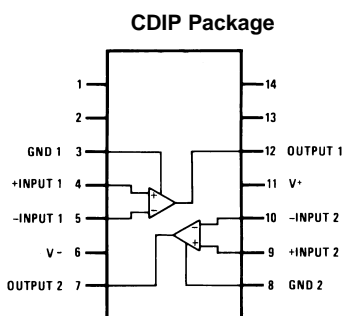 CDIP Package
1 14
2 13
GND 1 3 12 OUTPUT 1
+INPUT 1 4 + 11 V+
-INPUT 1 5 - - 10 -INPUT 2
V- 6 + 9 +INPUT 2
OUTPUT 2 7 8 GND 2